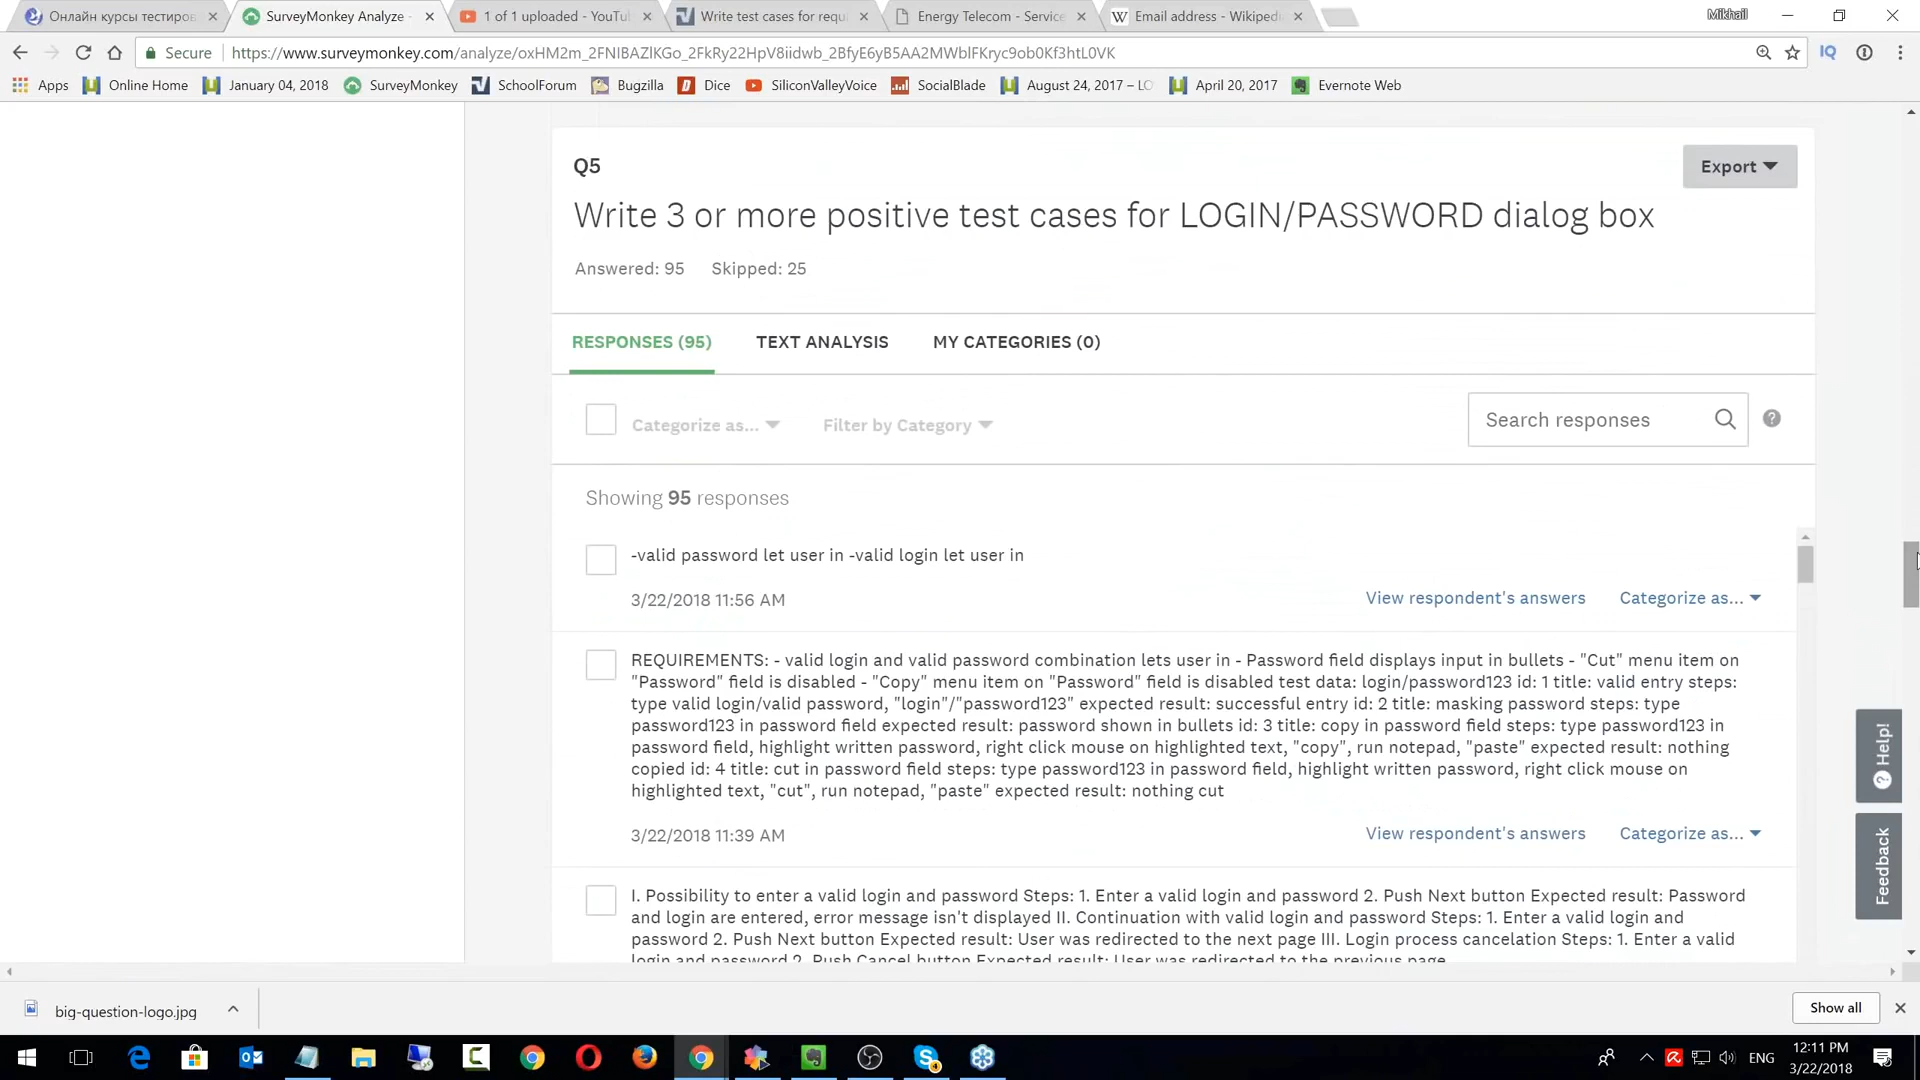 Онлайн курсы тестиров
SurveyMonkey Analyze -
1 of 1 uploaded - YouTu
Write test cases for requ
Energy Telecom - Service
Email address - Wikiped
Mikhail
Secure
https://www.surveymonkey.com/analyze/oxHM2m_2FNIBAZlKGo_2FkRy22HpV8iidwb_2BfyE6yB5AA2MWblFKryc9ob0Kf3htL0VK
Apps
Online Home
January 04, 2018
SurveyMonkey
SchoolForum
Bugzilla
Dice
SiliconValleyVoice
SocialBlade
August 24, 2017 – LO
April 20, 2017
Evernote Web
Q5
Export
Write 3 or more positive test cases for LOGIN/PASSWORD dialog box
Answered: 95 Skipped: 25
RESPONSES (95) TEXT ANALYSIS MY CATEGORIES (0)
Categorize as... Filter by Category
Search responses
Showing 95 responses
-valid password let user in -valid login let user in
3/22/2018 11:56 AM
View respondent's answers Categorize as...
REQUIREMENTS: - valid login and valid password combination lets user in - Password field displays input in bullets - "Cut" menu item on
"Password" field is disabled - "Copy" menu item on "Password" field is disabled test data: login/password123 id: 1 title: valid entry steps:
type valid login/valid password, "login"/"password123" expected result: successful entry id: 2 title: masking password steps: type
password123 in password field expected result: password shown in bullets id: 3 title: copy in password field steps: type password123 in
password field, highlight written password, right click mouse on highlighted text, "copy", run notepad, "paste" expected result: nothing
copied id: 4 title: cut in password field steps: type password123 in password field, highlight written password, right click mouse on
highlighted text, "cut", run notepad, "paste" expected result: nothing cut
3/22/2018 11:39 AM
View respondent's answers Categorize as...
I. Possibility to enter a valid login and password Steps: 1. Enter a valid login and password 2. Push Next button Expected result: Password
and login are entered, error message isn't displayed II. Continuation with valid login and password Steps: 1. Enter a valid login and
password 2. Push Next button Expected result: User was redirected to the next page III. Login process cancelation Steps: 1. Enter a valid
login and password 2. Push Cancel button Expected result: User was redirected to the previous page
Help!
Feedback
big-question-logo.jpg
Show all
ENG
12:11 PM
3/22/2018